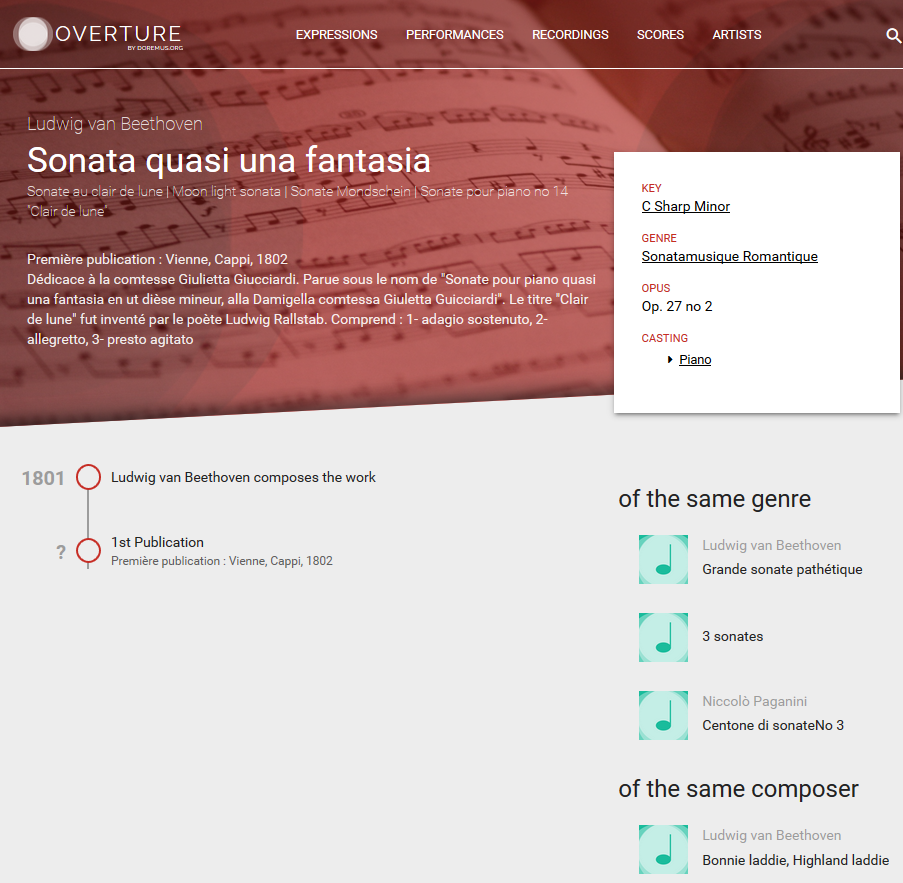 OVERTURE
BY DOREMUS.ORG
EXPRESSIONS PERFORMANCES RECORDINGS SCORES ARTISTS
Ludwig van Beethoven
Sonata quasi una fantasia
Sonate au clair de lune | Moon light sonata | Sonate Mondschein | Sonate pour piano no 14
"Clair de lune"
Première publication : Vienne, Cappi, 1802
Dédicace à la comtesse Giulietta Giucciardi. Parue sous le nom de "Sonate pour piano quasi
una fantasia en ut dièse mineur, alla Damigella comtessa Giuletta Guicciardi". Le titre "Clair
de lune" fut inventé par le poète Ludwig Rallstab. Comprend : 1- adagio sostenuto, 2-
allegretto, 3- presto agitato
KEY
C Sharp Minor
GENRE
Sonatamusique Romantique
OPUS
Op. 27 no 2
CASTING
Piano
1801 Ludwig van Beethoven composes the work
? 1st Publication
Première publication : Vienne, Cappi, 1802
of the same genre
Ludwig van Beethoven
Grande sonate pathétique
3 sonates
Niccolò Paganini
Centone di sonateNo 3
of the same composer
Ludwig van Beethoven
Bonnie laddie, Highland laddie